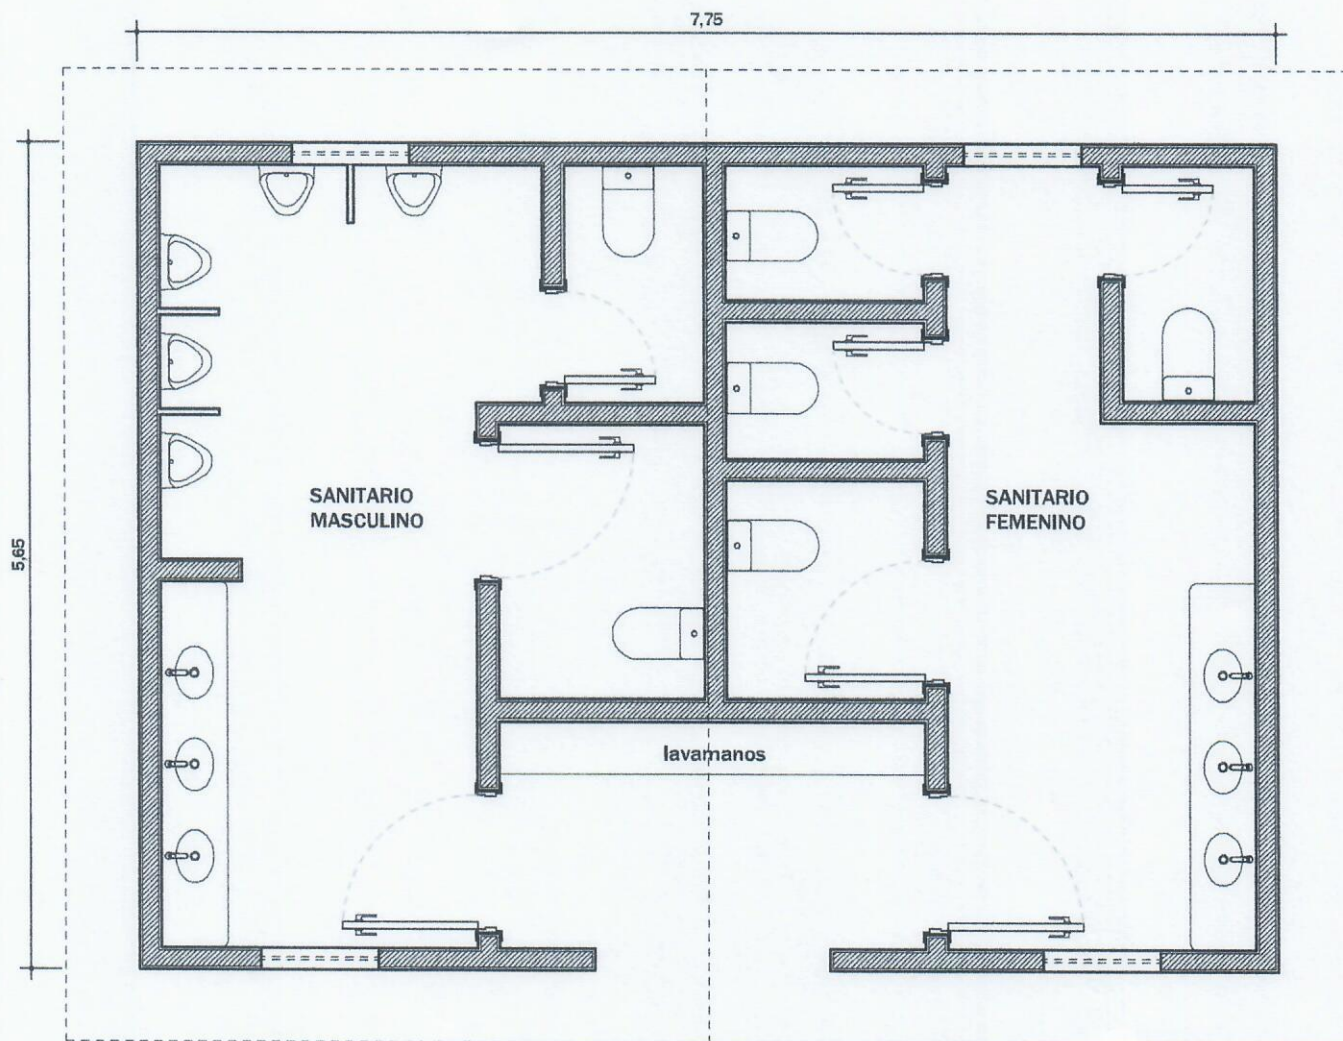 7,75
5,65
SANITARIO
MASCULINO
SANITARIO
FEMENINO
lavamanos